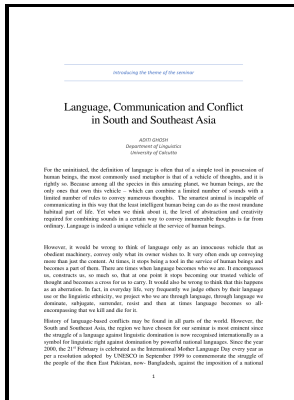 Introducing the theme of the seminar
Language, Communication and Conflict
in South and Southeast Asia
ADITI GHOSH
Department of Linguistics
University of Calcutta
For the uninitiated, the definition of language is often that of a simple tool in possession of
human beings, the most commonly used metaphor is that of a vehicle of thoughts, and it is
rightly so. Because among all the species in this amazing planet, we human beings, are the
only ones that own this vehicle – which can combine a limited number of sounds with a
limited number of rules to convey numerous thoughts. The smartest animal is incapable of
communicating in this way that the least intelligent human being can do as the most mundane
habitual part of life. Yet when we think about it, the level of abstraction and creativity
required for combining sounds in a certain way to convey innumerable thoughts is far from
ordinary. Language is indeed a unique vehicle at the service of human beings.
However, it would be wrong to think of language only as an innocuous vehicle that as
obedient machinery, convey only what its owner wishes to. It very often ends up conveying
more than just the content. At times, it stops being a tool in the service of human beings and
becomes a part of them. There are times when language becomes who we are. It encompasses
us, constructs us, so much so, that at one point it stops becoming our trusted vehicle of
thought and becomes a cross for us to carry. It would also be wrong to think that this happens
as an aberration. In fact, in everyday life, very frequently we judge others by their language
use or the linguistic ethnicity, we project who we are through language, through language we
dominate, subjugate, surrender, resist and then at times language becomes so all-
encompassing that we kill and die for it.
History of language-based conflicts may be found in all parts of the world. However, the
South and Southeast Asia, the region we have chosen for our seminar is most eminent since
the struggle of a language against linguistic domination is now recognised internationally as a
symbol for linguistic right against domination by powerful national languages. Since the year
2000, the 21st February is celebrated as the International Mother Language Day every year as
per a resolution adopted by UNESCO in September 1999 to commemorate the struggle of
the people of the then East Pakistan, now- Bangladesh, against the imposition of a national
1